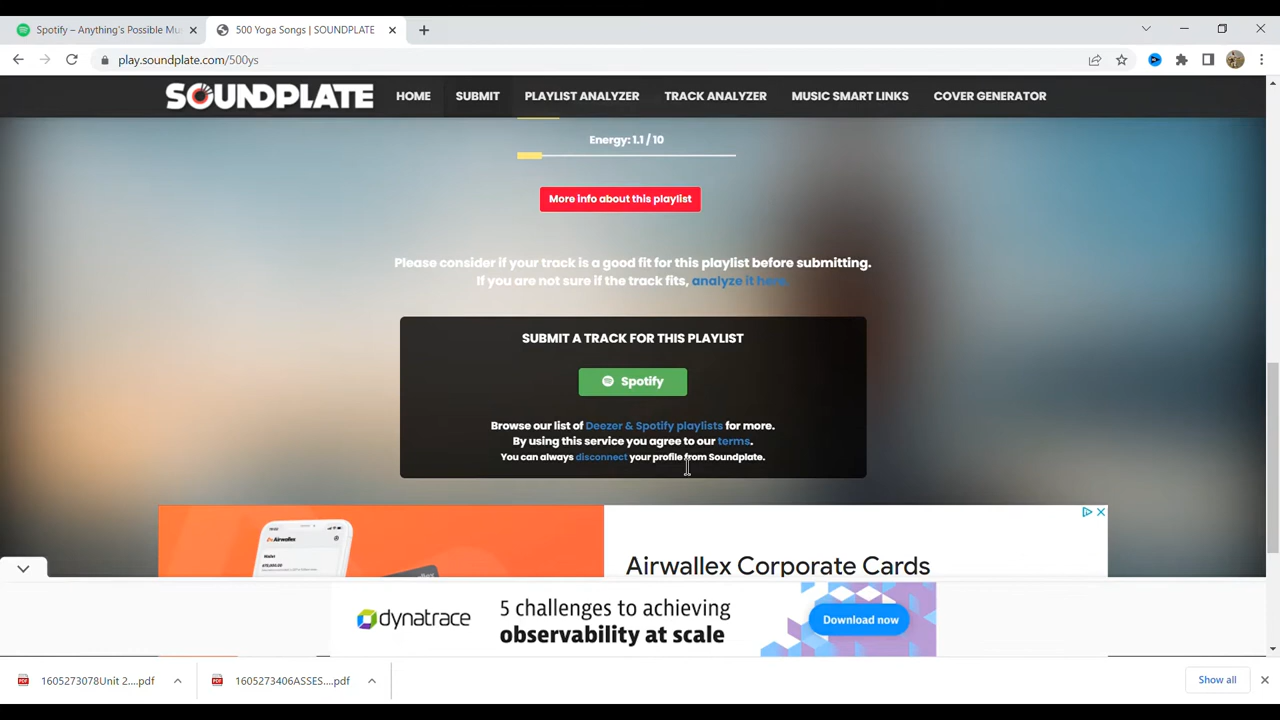 Spotify – Anything's Possible Mu
500 Yoga Songs | SOUNDPLATE
play.soundplate.com/500ys
SOUNDPLATE
HOME
SUBMIT
PLAYLIST ANALYZER
TRACK ANALYZER
MUSIC SMART LINKS
COVER GENERATOR
Energy: 1.1 / 10
More info about this playlist
Please consider if your track is a good fit for this playlist before submitting.
If you are not sure if the track fits, analyze it here.
SUBMIT A TRACK FOR THIS PLAYLIST
Spotify
Browse our list of Deezer & Spotify playlists for more.
By using this service you agree to our terms.
You can always disconnect your profile from Soundplate.
Airwallex
Wallet
Airwallex Corporate Cards
dynatrace
5 challenges to achieving
observability at scale
Download now
1605273078Unit 2....pdf
1605273406ASSES....pdf
Show all